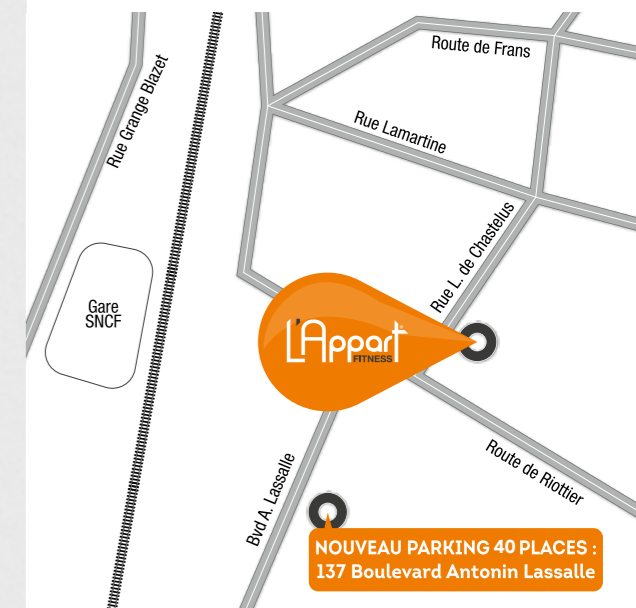 Route de Frans
Rue Grange Blazet
Rue Lamartine
Rue L. de Chastelus
Gare
SNCF
L'Appart
FITNESS
Route de Riottier
Bvd A. Lassalle
NOUVEAU PARKING 40 PLACES :
137 Boulevard Antonin Lassalle